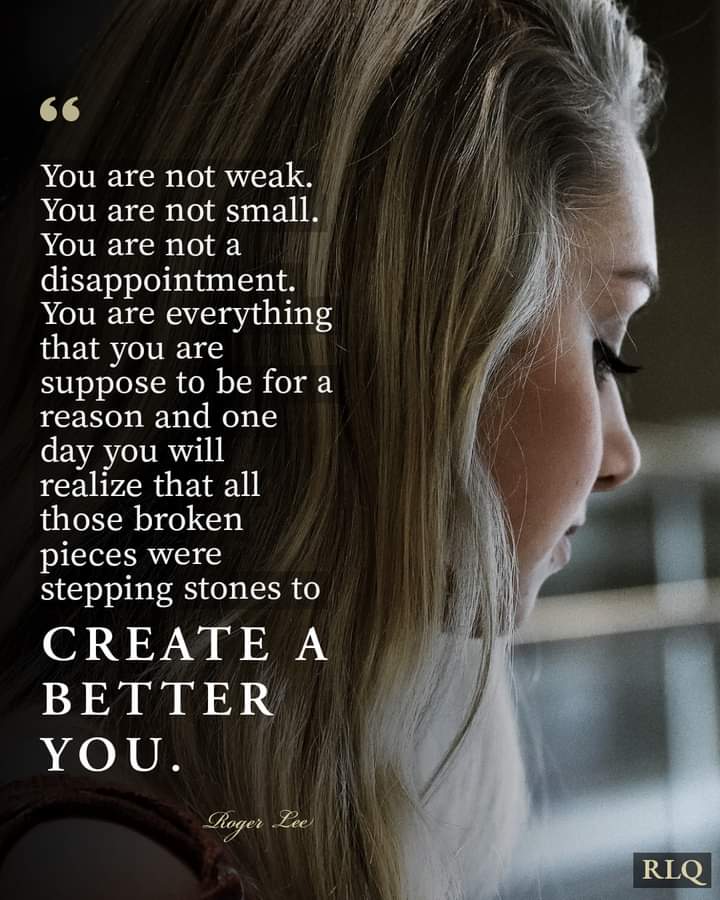 “
You are not weak.
You are not small.
You are not a
disappointment.
You are everything
that you are
suppose to be for a
reason and one
day you will
realize that all
those broken
pieces were
stepping stones to
CREATE A
BETTER
YOU.
Roger Lee
RLQ